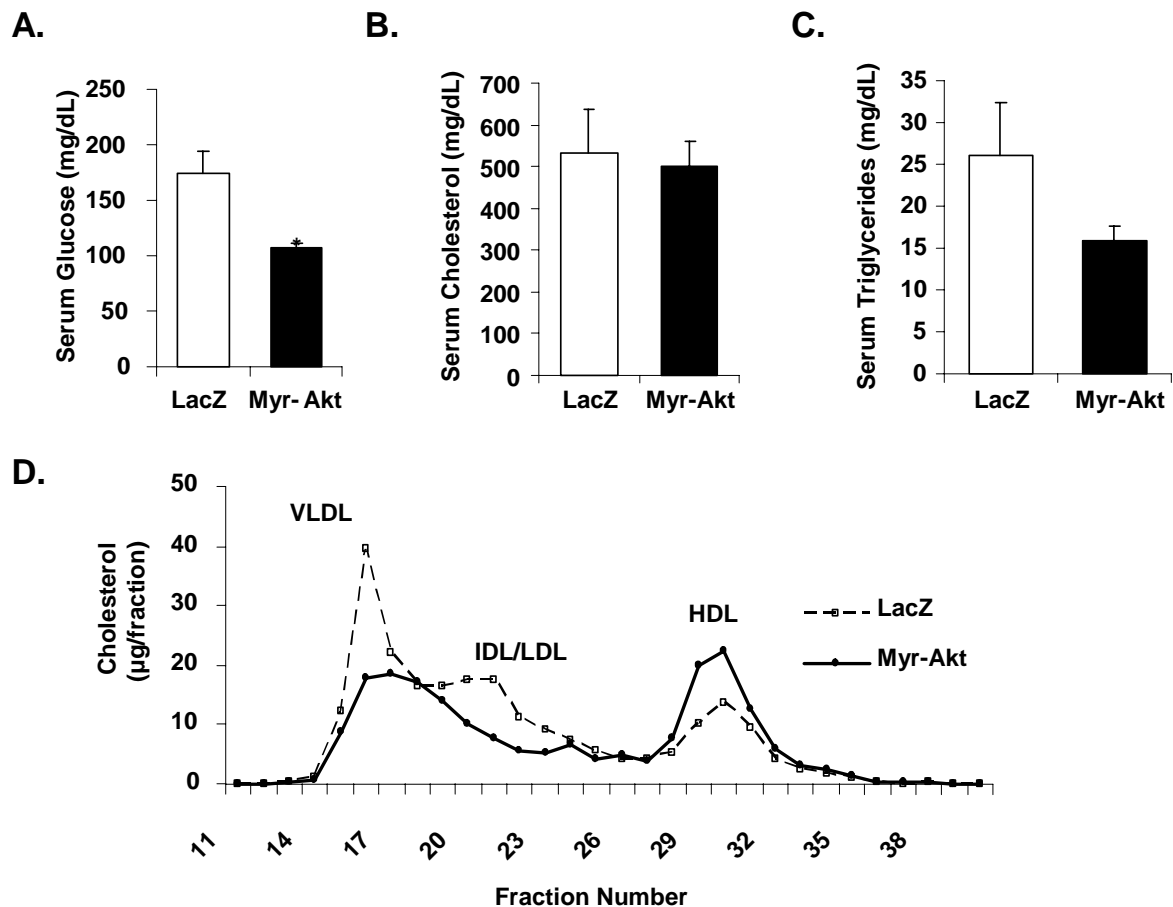 A.
Serum Glucose (mg/dL)
250
200
150
100
50
0
*
LacZ Myr- Akt
B.
Serum Cholesterol (mg/dL)
700
600
500
400
300
200
100
0
LacZ Myr-Akt
C.
Serum Triglycerides (mg/dL)
35
30
25
20
15
10
5
0
LacZ Myr-Akt
D.
Cholesterol
(µg/fraction)
50
40
30
20
10
0
VLDL
IDL/LDL
HDL
LacZ
Myr-Akt
11 14 17 20 23 26 29 32 35 38
Fraction Number